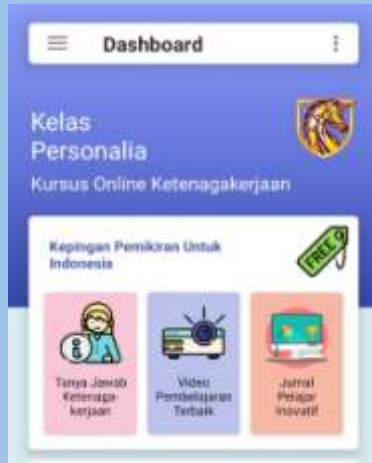 Dashboard
Kelas
Personalia
Kursus Online Ketenagakerjaan
Kepingan Pemikiran Untuk
Indonesia
FREE
Tanya Jawab
Ketenaga-
kerjaan
Video
Pembelajaran
Terbaik
Jurnal
Pelajar
Inovatif